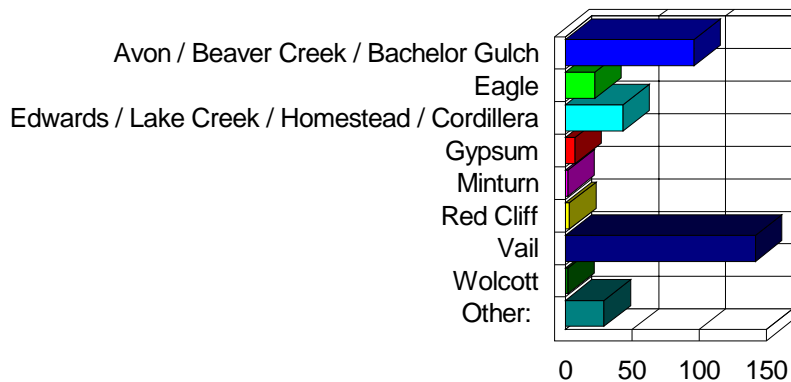 Avon / Beaver Creek / Bachelor Gulch
Eagle
Edwards / Lake Creek / Homestead / Cordillera
Gypsum
Minturn
Red Cliff
Vail
Wolcott
Other:
0 50 100 150